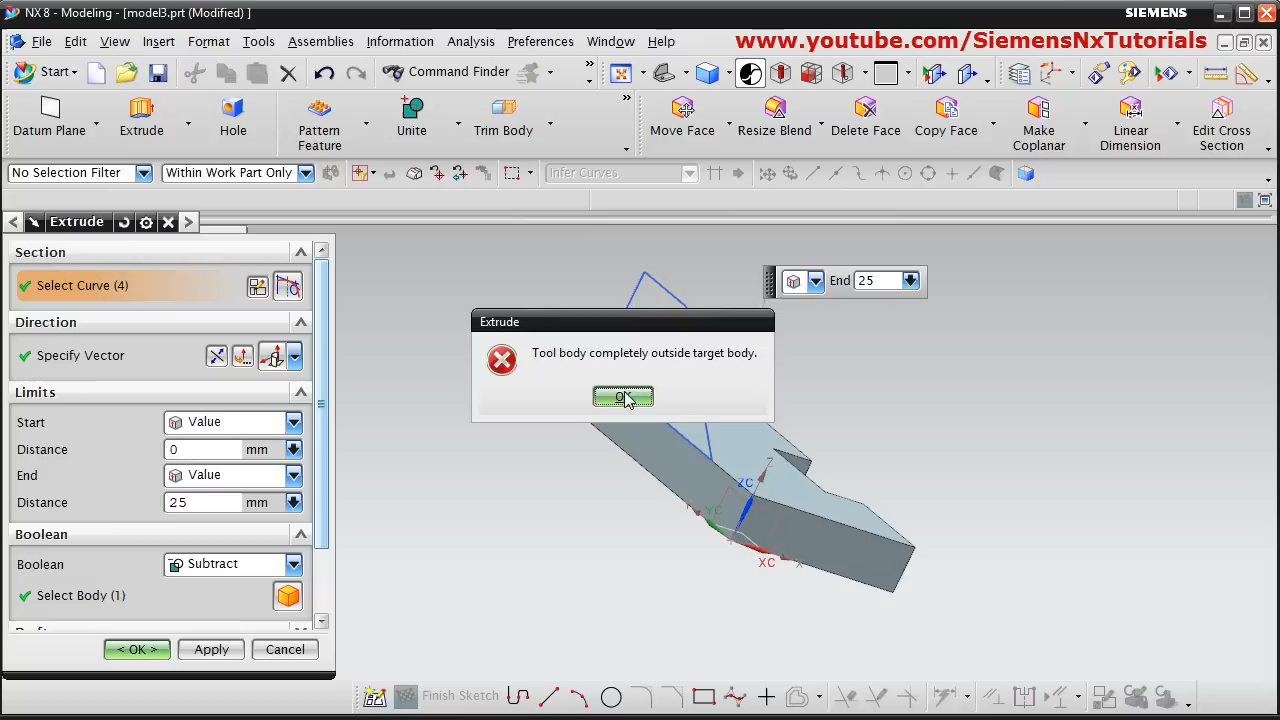 NX 8 - Modeling - [model3.prt (Modified) ]
SIEMENS
File Edit View Insert Format Tools Assemblies Information Analysis Preferences Window Help
www.youtube.com/SiemensNxTutorials
Start
Command Finder
Datum Plane
Extrude
Hole
Pattern Feature
Unite
Trim Body
Move Face
Resize Blend
Delete Face
Copy Face
Make Coplanar
Linear Dimension
Edit Cross Section
No Selection Filter
Within Work Part Only
Infer Curves
Extrude
Section
Select Curve (4)
Direction
Specify Vector
Limits
Start Value
Distance 0 mm
End Value
Distance 25 mm
Boolean
Boolean Subtract
Select Body (1)
< OK > Apply Cancel
End 25
Extrude
Tool body completely outside target body.
Z
ZC
YC
XC
X
Finish Sketch